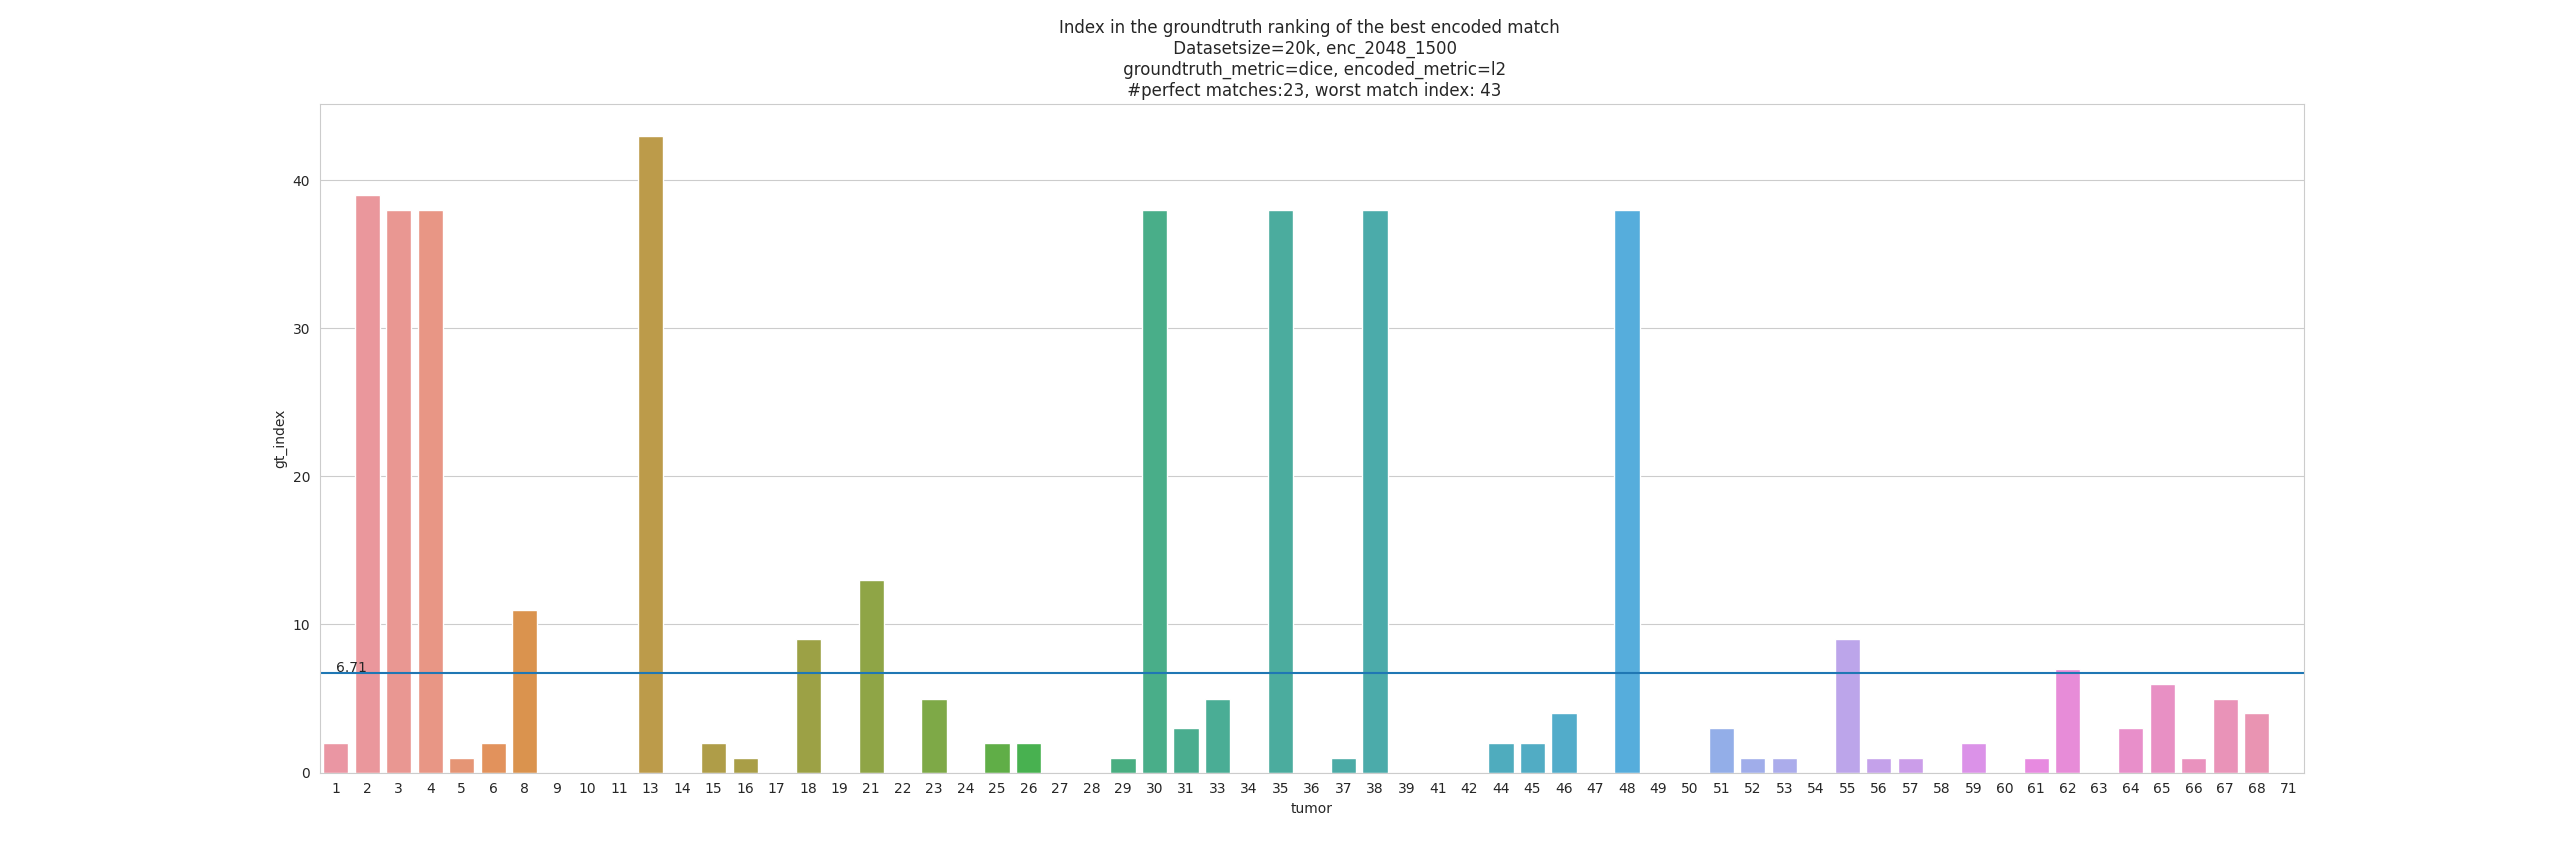 Index in the groundtruth ranking of the best encoded match
Datasetsize=20k, enc_2048_1500
groundtruth_metric=dice, encoded_metric=l2
#perfect matches:23, worst match index: 43
40
30
20
10
0
gt_index
6.71
1 2 3 4 5 6 8 9 10 11 13 14 15 16 17 18 19 21 22 23 24 25 26 27 28 29 30 31 33 34 35 36 37 38 39 41 42 44 45 46 47 48 49 50 51 52 53 54 55 56 57 58 59 60 61 62 63 64 65 66 67 68 71
tumor